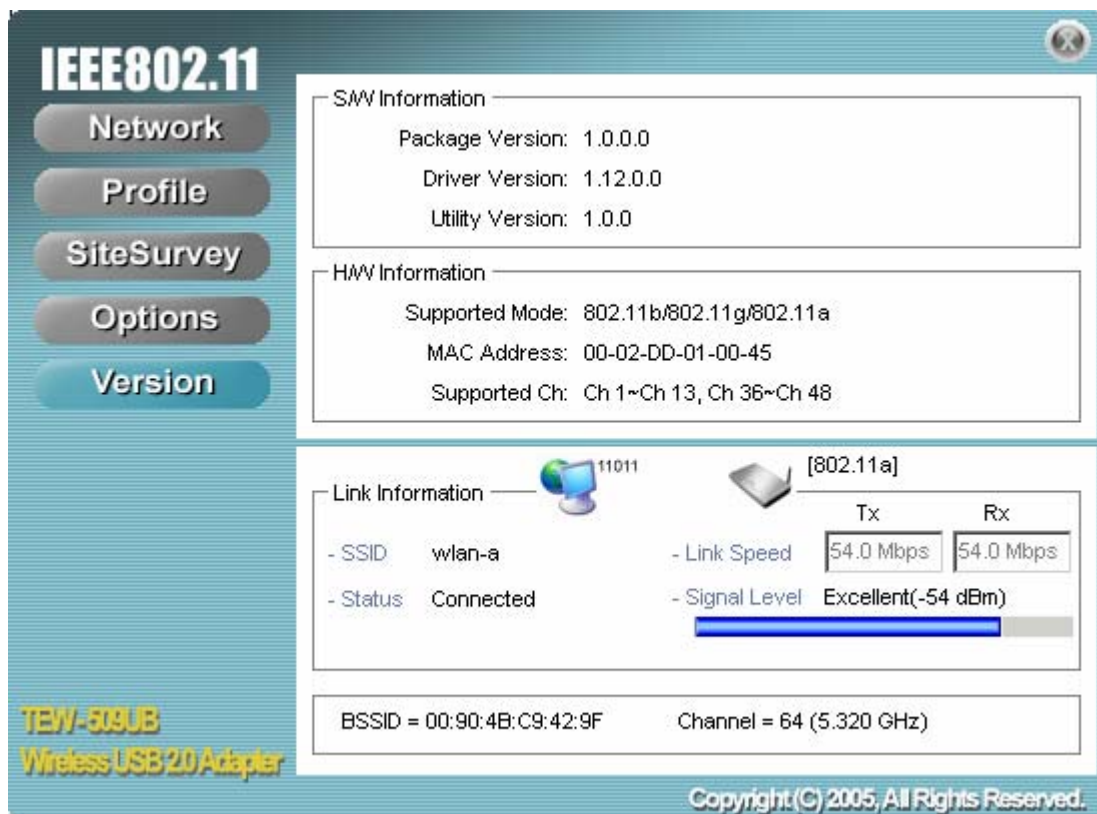 IEEE802.11
Network
Profile
SiteSurvey
Options
Version
S/W Information
Package Version: 1.0.0.0
Driver Version: 1.12.0.0
Utility Version: 1.0.0
H/W Information
Supported Mode: 802.11b/802.11g/802.11a
MAC Address: 00-02-DD-01-00-45
Supported Ch: Ch 1~Ch 13, Ch 36~Ch 48
Link Information 11011 [802.11a]
Tx Rx
- SSID wlan-a - Link Speed 54.0 Mbps 54.0 Mbps
- Status Connected - Signal Level Excellent(-54 dBm)
BSSID = 00:90:4B:C9:42:9F Channel = 64 (5.320 GHz)
TEW-509UB
Wireless USB 2.0 Adapter
Copyright (C) 2005, All Rights Reserved.